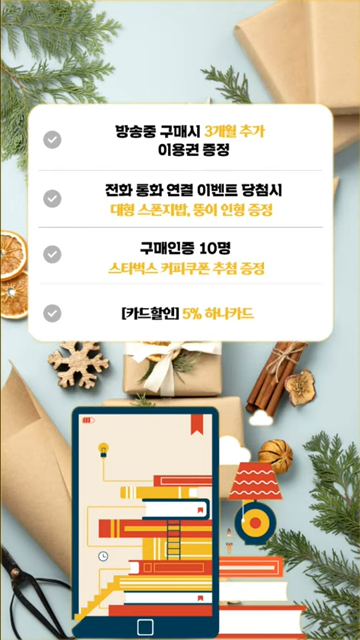 방송중 구매시 3개월 추가
이용권 증정
전화 통화 연결 이벤트 당첨시
대형 스폰지밥, 뚱이 인형 증정
구매인증 10명
스타벅스 커피쿠폰 추첨 증정
[카드할인] 5% 하나카드